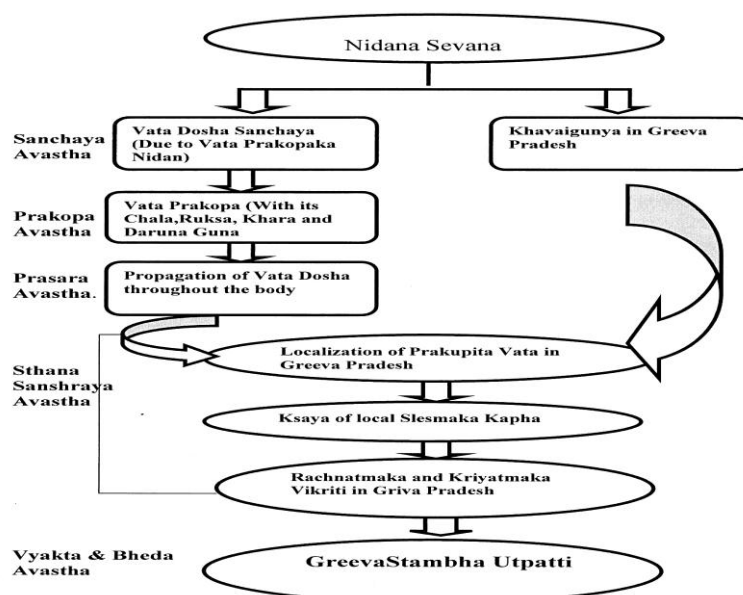 Nidana Sevana
Sanchaya
Avastha
Vata Dosha Sanchaya
(Due to Vata Prakopaka
Nidan)
Khavaigunya in Greeva
Pradesh
Prakopa
Avastha
Vata Prakopa (With its
Chala,Ruksa, Khara and
Daruna Guna
Prasara
Avastha.
Propagation of Vata Dosha
throughout the body
Sthana
Sanshraya
Avastha
Localization of Prakupita Vata in
Greeva Pradesh
Ksaya of local Slesmaka Kapha
Rachnatmaka and Kriyatmaka
Vikriti in Griva Pradesh
Vyakta & Bheda
Avastha
GreevaStambha Utpatti